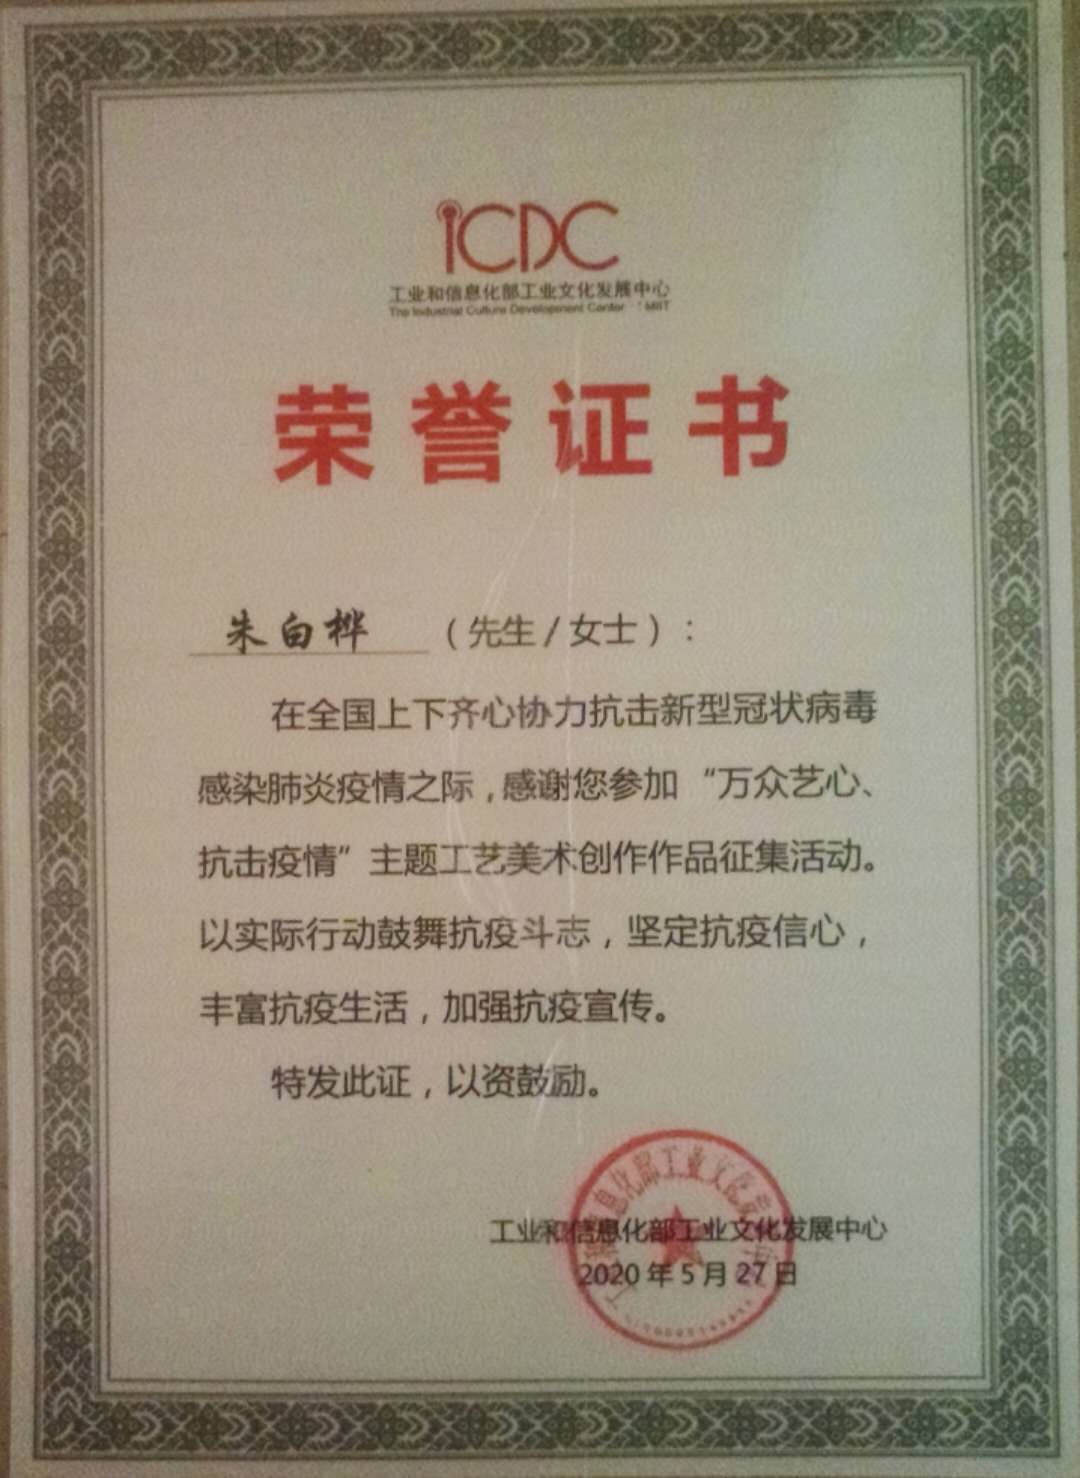 iCDC
工业和信息化部工业文化发展中心
The Industrial Culture Development Center MIIT
荣誉证书
朱白桦 （先生/女士）：
在全国上下齐心协力抗击新型冠状病毒
感染肺炎疫情之际，感谢您参加“万众艺心、
抗击疫情”主题工艺美术创作作品征集活动。
以实际行动鼓舞抗疫斗志，坚定抗疫信心，
丰富抗疫生活，加强抗疫宣传。
特发此证，以资鼓励。
工业和信息化部工业文化发展中心
2020年5月27日